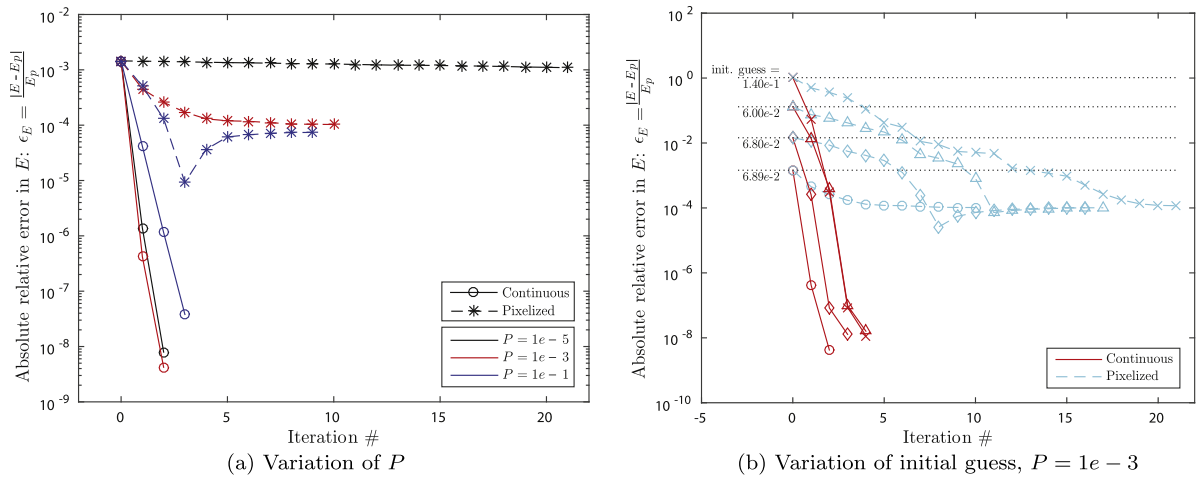 Absolute relative error in E: ϵ_E = |E - Ep| / E_p
10^-2
10^-3
10^-4
10^-5
10^-6
10^-7
10^-8
10^-9
0
5
10
15
20
Iteration #
Continuous
Pixelized
P = 1e − 5
P = 1e − 3
P = 1e − 1
(a) Variation of P
Absolute relative error in E: ϵ_E = |E - Ep| / E_p
10^2
10^0
10^-2
10^-4
10^-6
10^-8
10^-10
init. guess =
1.40e-1
6.00e-2
6.80e-2
6.89e-2
-5
0
5
10
15
20
Iteration #
Continuous
Pixelized
(b) Variation of initial guess, P = 1e − 3